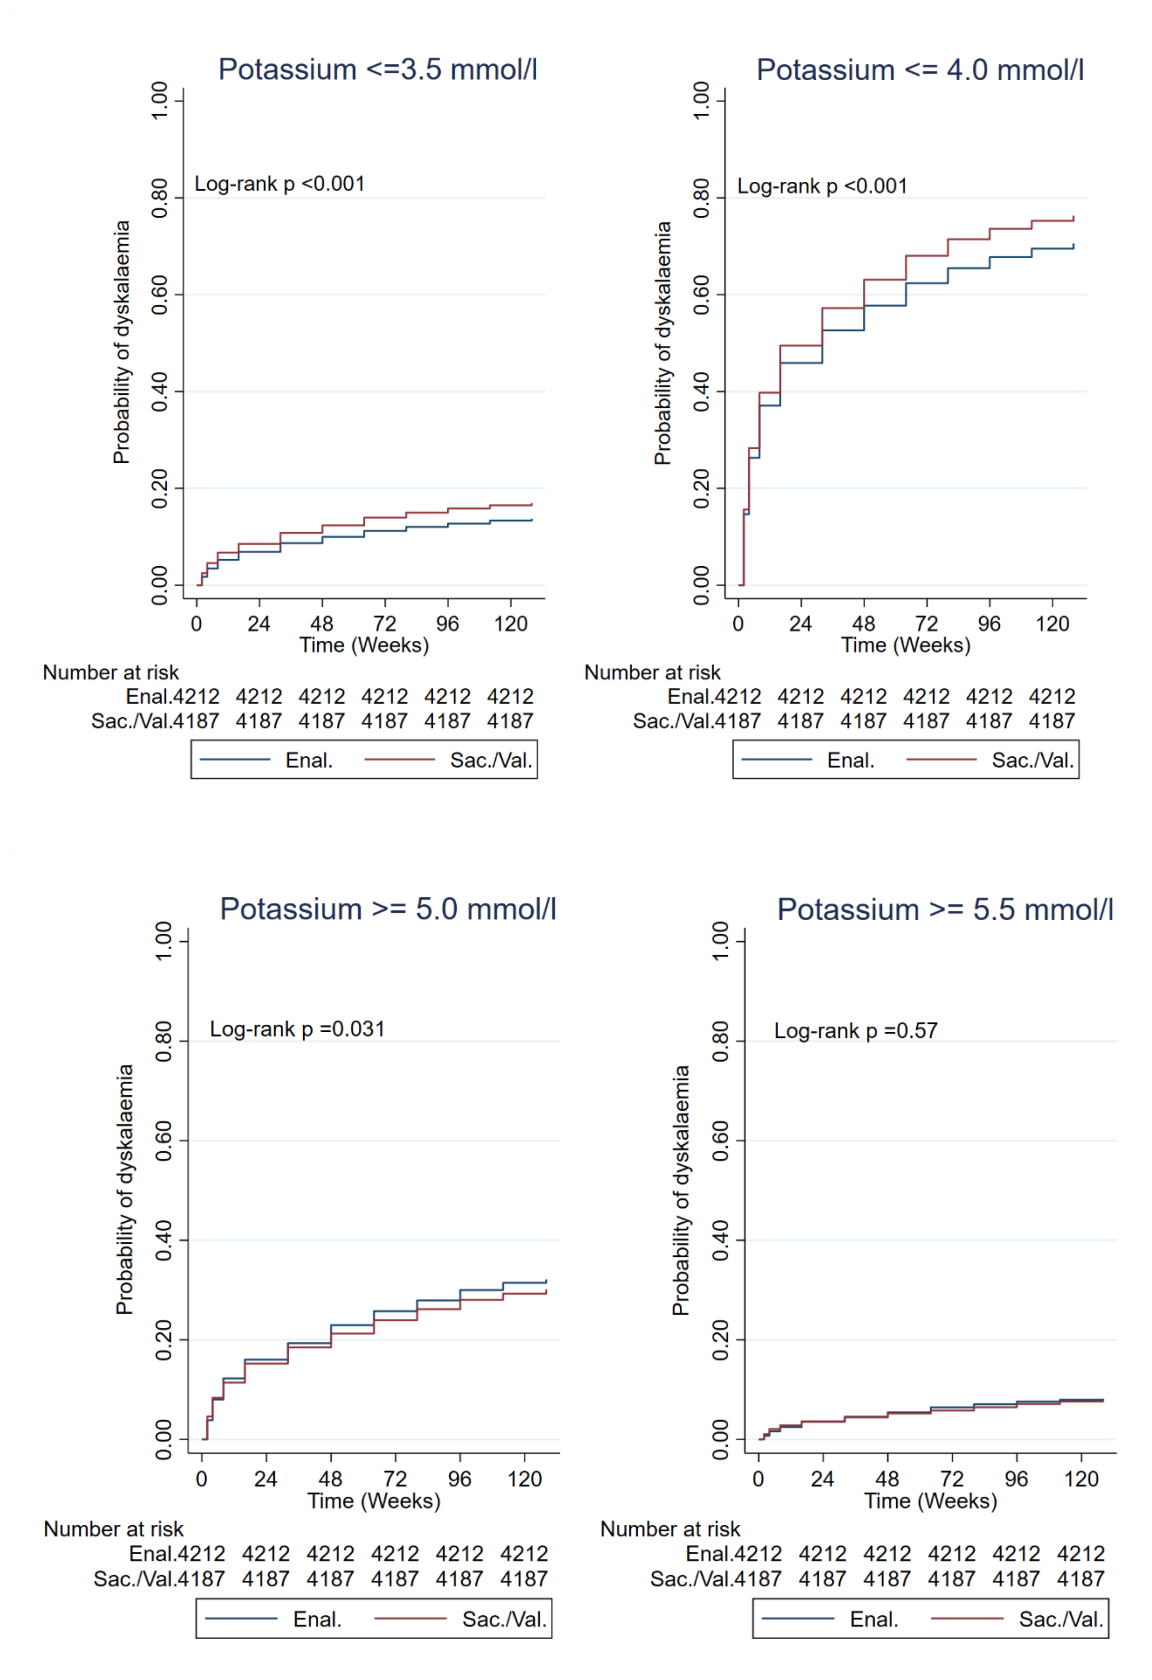 Potassium <=3.5 mmol/l
1.00
0.80
0.60
0.40
0.20
0.00
Probability of dyskalaemia
Log-rank p <0.001
0 24 48 72 96 120
Time (Weeks)
Number at risk
Enal.4212 4212 4212 4212 4212 4212
Sac./Val.4187 4187 4187 4187 4187 4187
Enal. Sac./Val.
Potassium <= 4.0 mmol/l
1.00
0.80
0.60
0.40
0.20
0.00
Probability of dyskalaemia
Log-rank p <0.001
0 24 48 72 96 120
Time (Weeks)
Number at risk
Enal.4212 4212 4212 4212 4212 4212
Sac./Val.4187 4187 4187 4187 4187 4187
Enal. Sac./Val.
Potassium >= 5.0 mmol/l
1.00
0.80
0.60
0.40
0.20
0.00
Probability of dyskalaemia
Log-rank p =0.031
0 24 48 72 96 120
Time (Weeks)
Number at risk
Enal.4212 4212 4212 4212 4212 4212
Sac./Val.4187 4187 4187 4187 4187 4187
Enal. Sac./Val.
Potassium >= 5.5 mmol/l
1.00
0.80
0.60
0.40
0.20
0.00
Probability of dyskalaemia
Log-rank p =0.57
0 24 48 72 96 120
Time (Weeks)
Number at risk
Enal.4212 4212 4212 4212 4212 4212
Sac./Val.4187 4187 4187 4187 4187 4187
Enal. Sac./Val.